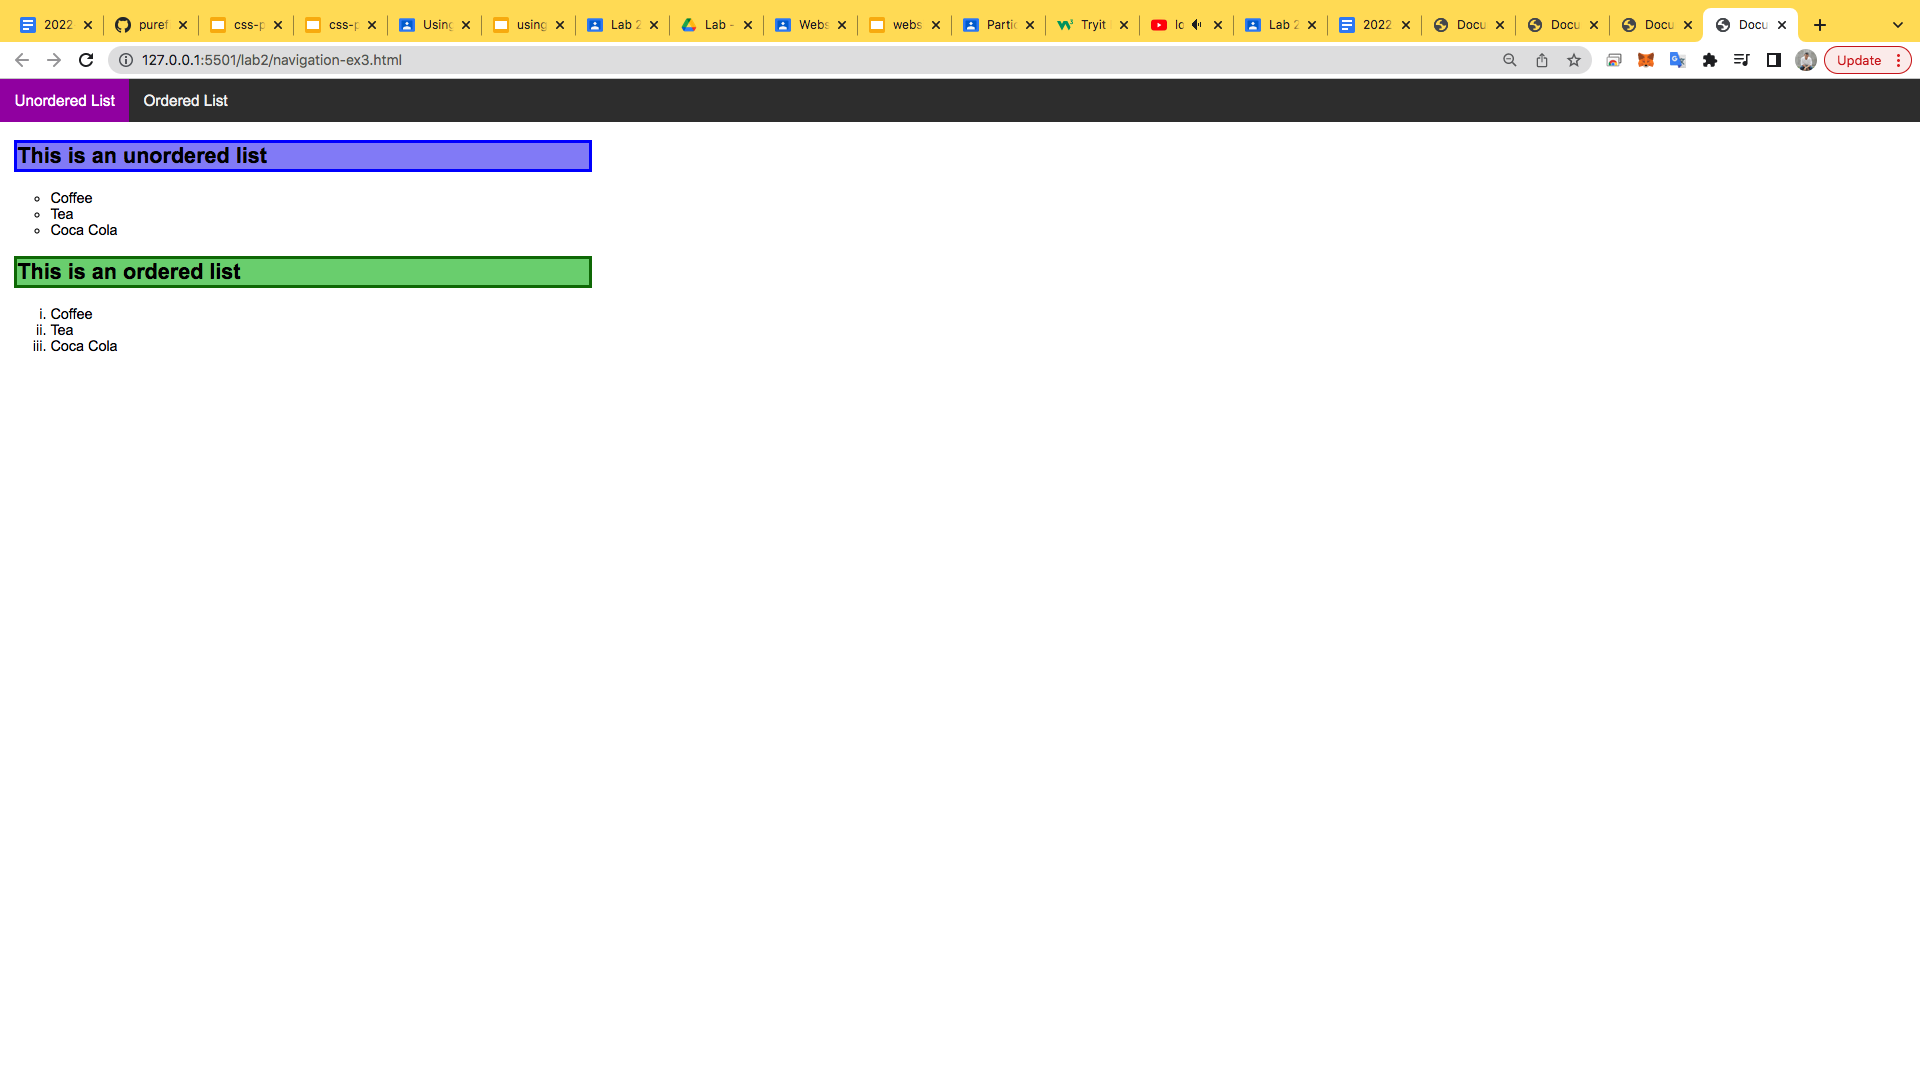 2022 puref css-p css-p Using using Lab 2 Lab - Webs webs Partic Tryit lo Lab 2 2022 Docu Docu Docu Docu
127.0.0.1:5501/lab2/navigation-ex3.html Update
Unordered List Ordered List
This is an unordered list
Coffee
Tea
Coca Cola
This is an ordered list
i. Coffee
ii. Tea
iii. Coca Cola